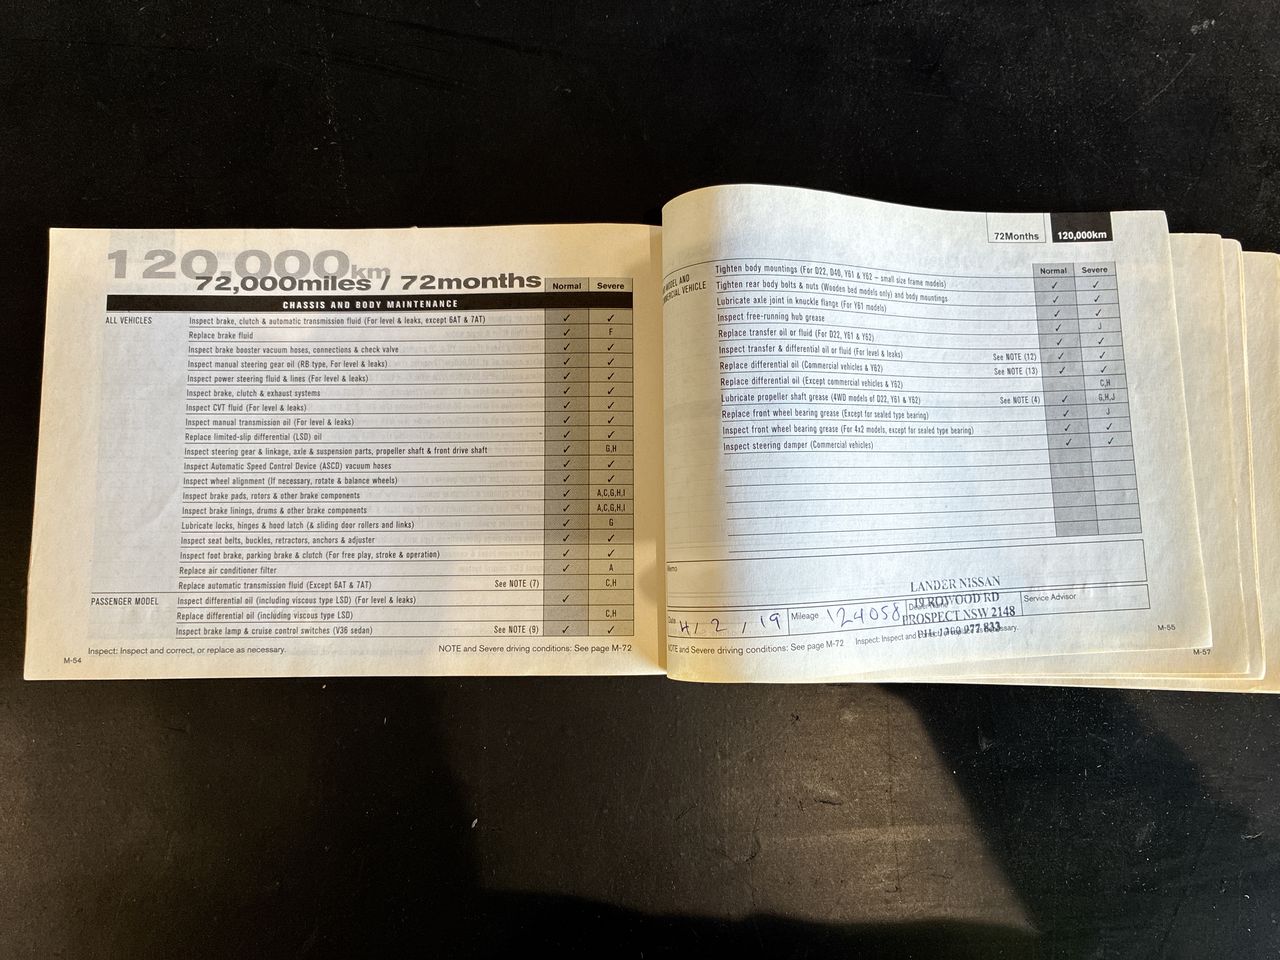 120,000km
72,000miles / 72months
Normal Severe
CHASSIS AND BODY MAINTENANCE
ALL VEHICLES Inspect brake, clutch & automatic transmission fluid (For level & leaks, except 6AT & 7AT) ✓ ✓
Replace brake fluid ✓ F
Inspect brake booster vacuum hoses, connections & check valve ✓ ✓
Inspect manual steering gear oil (RB type, For level & leaks) ✓ ✓
Inspect power steering fluid & lines (For level & leaks) ✓ ✓
Inspect brake, clutch & exhaust systems ✓ ✓
Inspect CVT fluid (For level & leaks) ✓ ✓
Inspect manual transmission oil (For level & leaks) ✓ ✓
Replace limited-slip differential (LSD) oil ✓ ✓
Inspect steering gear & linkage, axle & suspension parts, propeller shaft & front drive shaft ✓ G,H
Inspect Automatic Speed Control Device (ASCD) vacuum hoses ✓ ✓
Inspect wheel alignment (If necessary, rotate & balance wheels) ✓ ✓
Inspect brake pads, rotors & other brake components ✓ A,C,G,H,I
Inspect brake linings, drums & other brake components ✓ A,C,G,H,I
Lubricate locks, hinges & hood latch (& sliding door rollers and links) ✓ G
Inspect seat belts, buckles, retractors, anchors & adjuster ✓ ✓
Inspect foot brake, parking brake & clutch (For free play, stroke & operation) ✓ ✓
Replace air conditioner filter ✓ A
Replace automatic transmission fluid (Except 6AT & 7AT) See NOTE (7) C,H
PASSENGER MODEL Inspect differential oil (including viscous type LSD) (For level & leaks) ✓
Replace differential oil (including viscous type LSD) C,H
Inspect brake lamp & cruise control switches (V36 sedan) See NOTE (9) ✓ ✓
Inspect: Inspect and correct, or replace as necessary. NOTE and Severe driving conditions: See page M-72
M-54
72Months 120,000km
Normal Severe
MODEL AND
VEHICLE
Tighten body mountings (For D22, D40, Y61 & Y62 – small size frame models) ✓ ✓
Tighten rear body bolts & nuts (Wooden bed models only) and body mountings ✓ ✓
Lubricate axle joint in knuckle flange (For Y61 models) ✓ ✓
Inspect free-running hub grease ✓ J
Replace transfer oil or fluid (For D22, Y61 & Y62) ✓ ✓
Inspect transfer & differential oil or fluid (For level & leaks) See NOTE (12) ✓ ✓
Replace differential oil (Commercial vehicles & Y62) See NOTE (13) ✓ ✓
Replace differential oil (Except commercial vehicles & Y62) C,H
Lubricate propeller shaft grease (4WD models of D22, Y61 & Y62) See NOTE (4) ✓ G,H,J
Replace front wheel bearing grease (Except for sealed type bearing) ✓ J
Inspect front wheel bearing grease (For 4x2 models, except for sealed type bearing) ✓ ✓
Inspect steering damper (Commercial vehicles) ✓ ✓
Memo
Date 4/ 2 / 19 Mileage 124058 Service Advisor
LANDER NISSAN
RD
PROSPECT NSW 2148
PH: 1300 977 833
NOTE and Severe driving conditions: See page M-72 Inspect: Inspect and
M-55
M-57